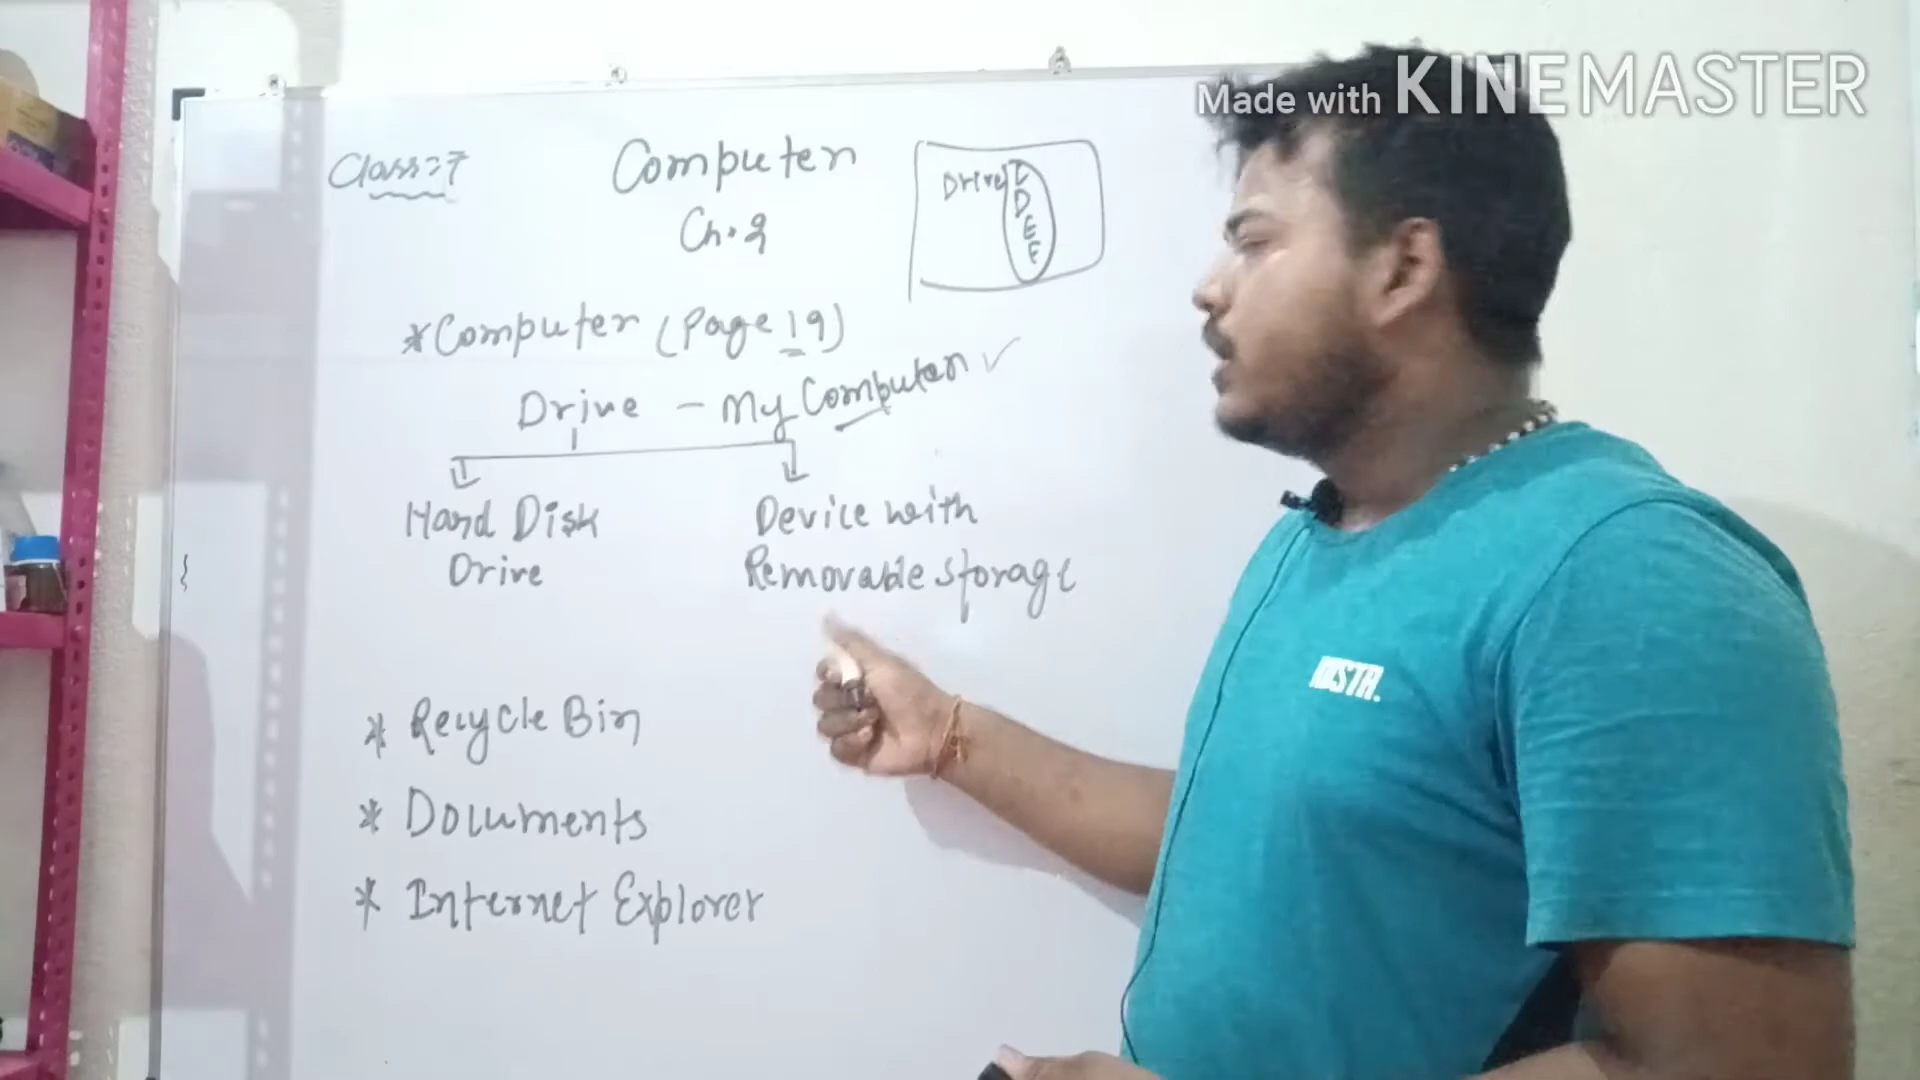 Made with KINEMASTER
Class:7
Computer
Ch.2
Drive C
D
E
F
*Computer (Page 19)
Drive - My Computer ✓
Hard Disk
Drive
Device with
Removable storage
* Recycle Bin
* Documents
* Internet Explorer